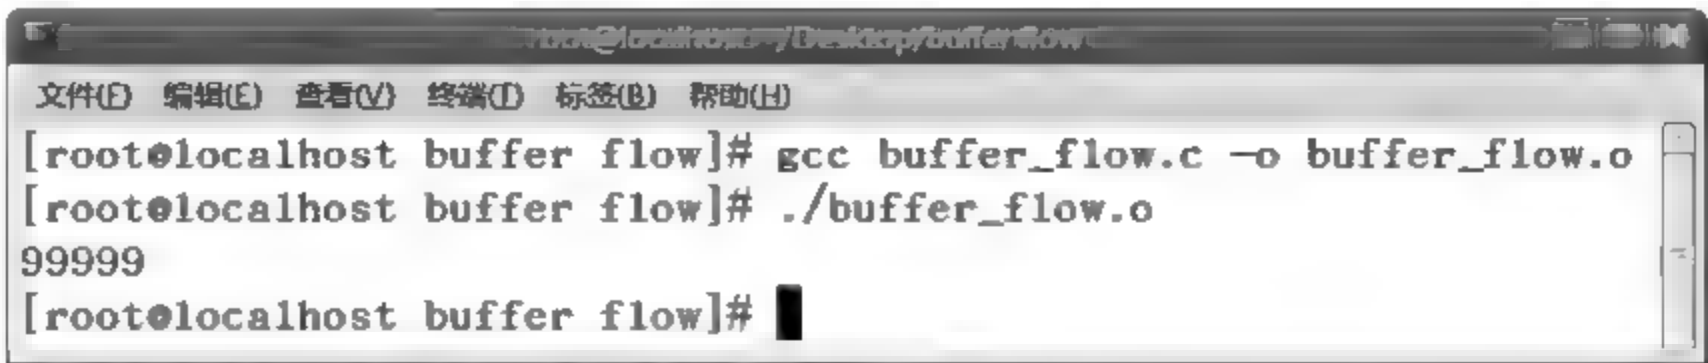 文件(F) 编辑(E) 查看(V) 终端(T) 标签(B) 帮助(H)
[root@localhost buffer flow]# gcc buffer_flow.c -o buffer_flow.o
[root@localhost buffer flow]# ./buffer_flow.o
99999
[root@localhost buffer flow]#